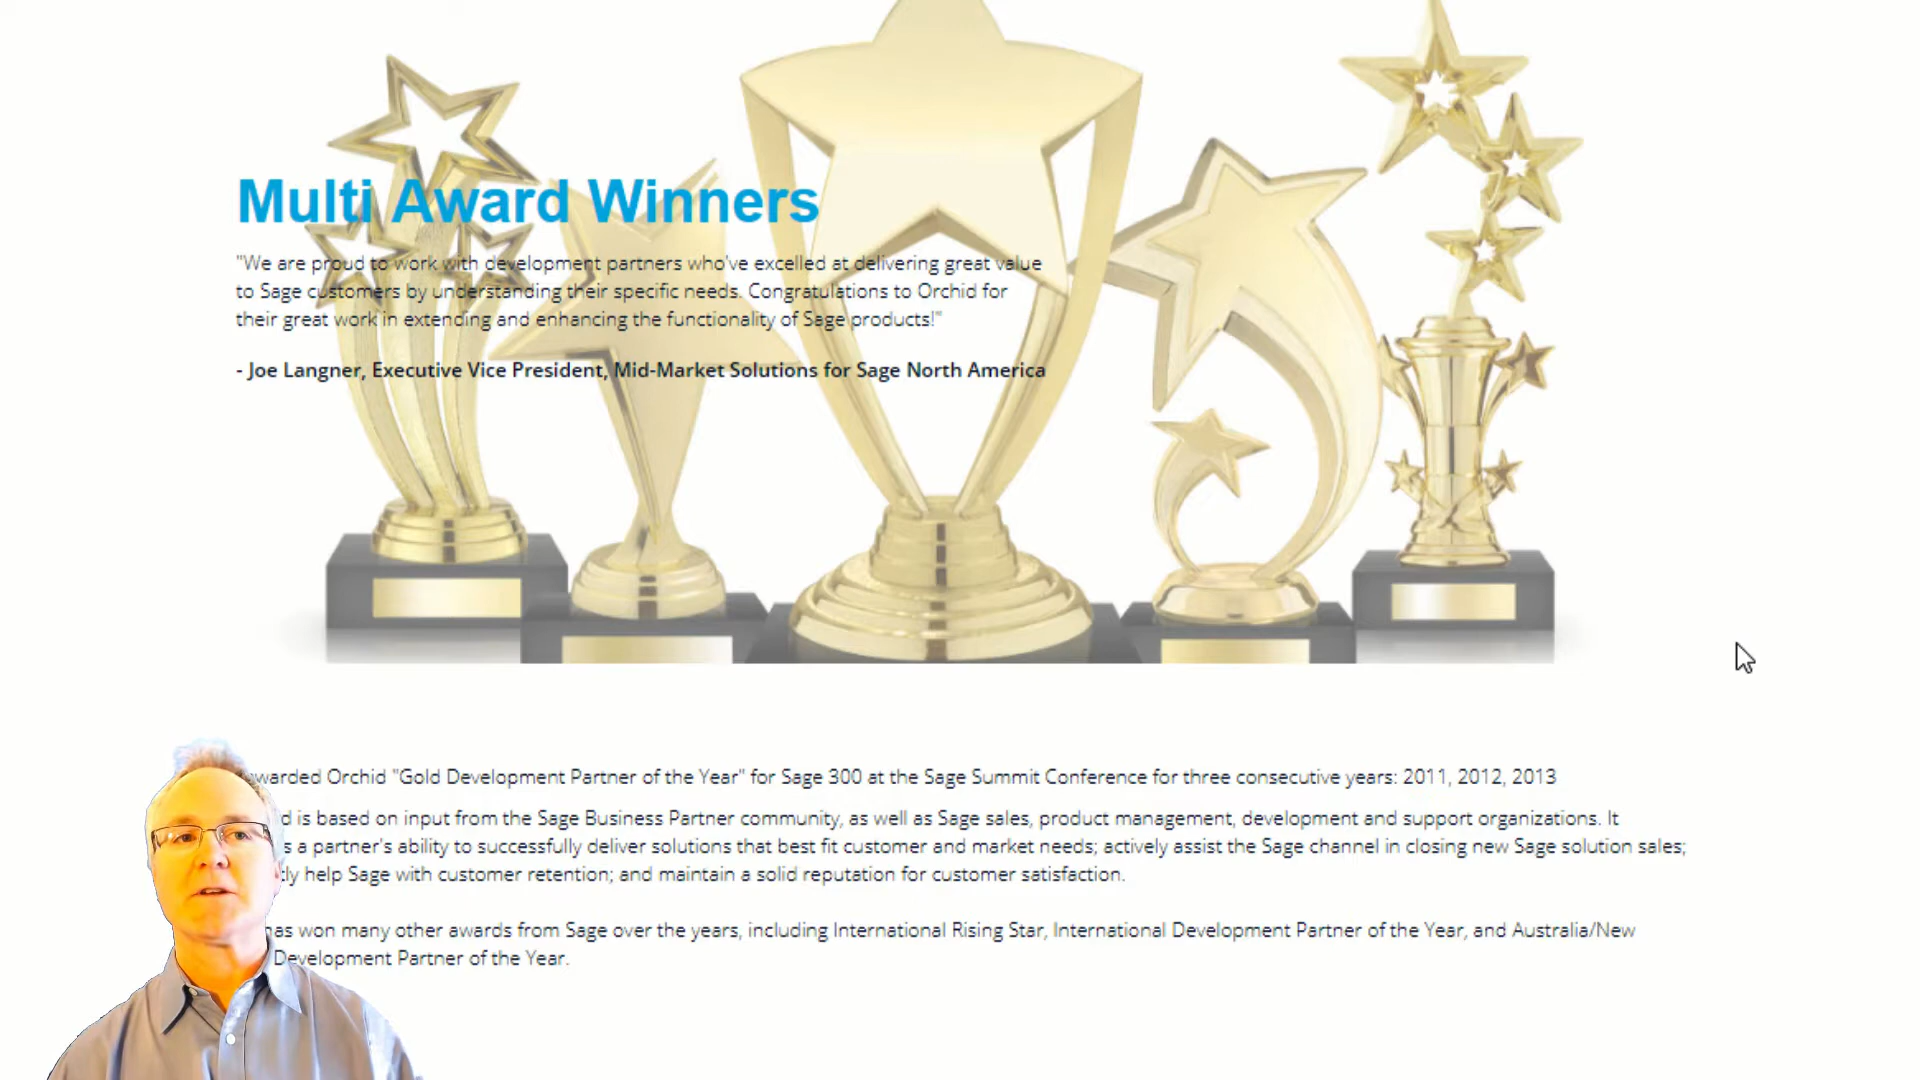 Multi Award Winners
"We are proud to work with development partners who've excelled at delivering great value
to Sage customers by understanding their specific needs. Congratulations to Orchid for
their great work in extending and enhancing the functionality of Sage products!"
- Joe Langner, Executive Vice President, Mid-Market Solutions for Sage North America
Orchid "Gold Development Partner of the Year" for Sage 300 at the Sage Summit Conference for three consecutive years: 2011, 2012, 2013
is based on input from the Sage Business Partner community, as well as Sage sales, product management, development and support organizations. It
a partner's ability to successfully deliver solutions that best fit customer and market needs; actively assist the Sage channel in closing new Sage solution sales;
help Sage with customer retention; and maintain a solid reputation for customer satisfaction.
has won many other awards from Sage over the years, including International Rising Star, International Development Partner of the Year, and Australia/New
Development Partner of the Year.